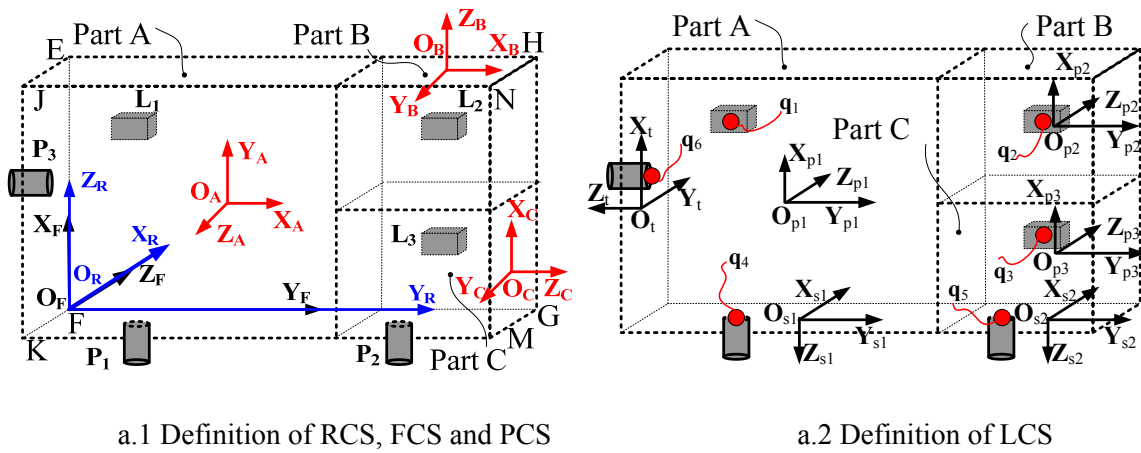 Part A
Part B
E
H
J
N
Z_B
O_B
X_B
Y_B
L_1
L_2
P_3
Z_R
X_F
X_R
O_R
Z_F
O_F
F
Y_F
Y_R
K
P_1
P_2
Part C
M
G
Y_A
O_A
X_A
Z_A
L_3
X_C
Y_C
O_C
Z_C
a.1 Definition of RCS, FCS and PCS
Part A
Part B
Part C
q_1
q_6
X_t
Z_t
O_t
Y_t
X_p1
Z_p1
O_p1
Y_p1
X_p2
Z_p2
q_2
O_p2
Y_p2
X_p3
Z_p3
q_3
O_p3
Y_p3
q_4
X_s1
O_s1
Z_s1
Y_s1
q_5
X_s2
O_s2
Z_s2
Y_s2
a.2 Definition of LCS